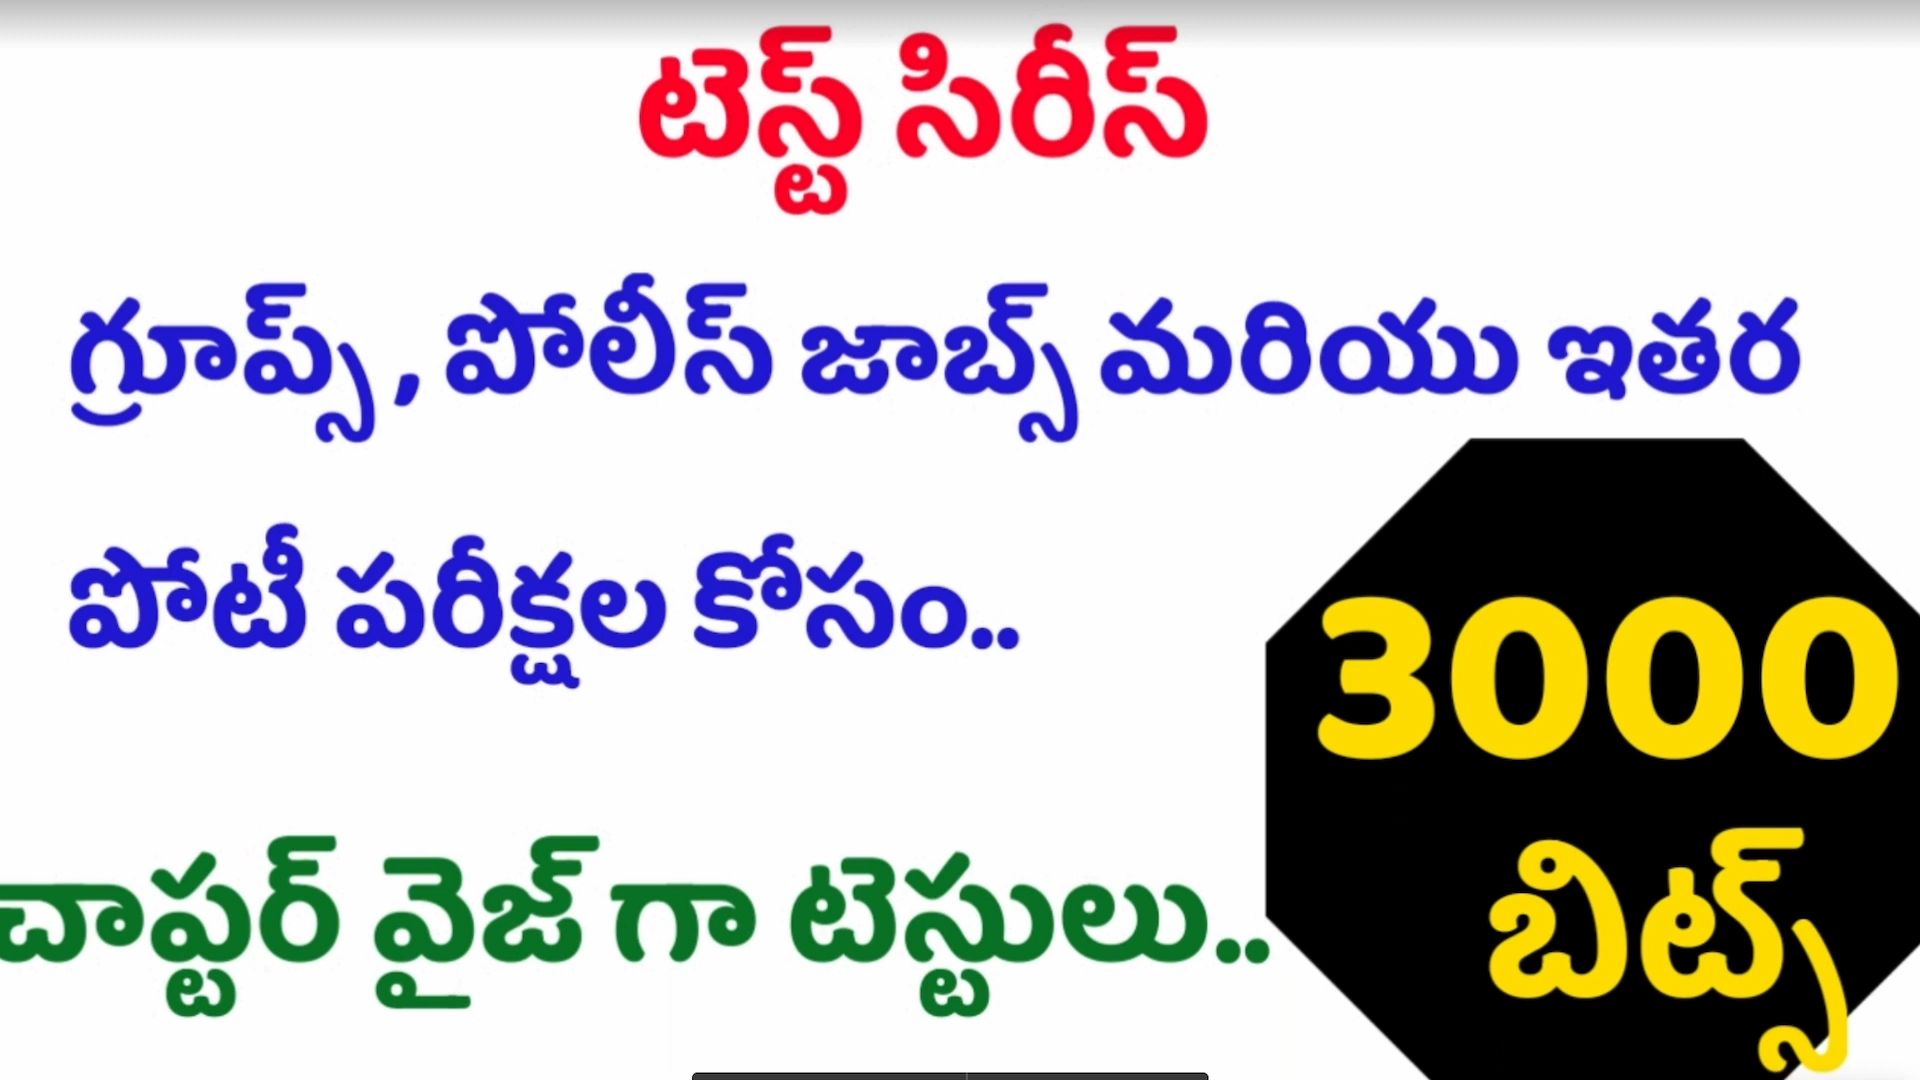 టెస్ట్ సిరీస్
గ్రూప్స్ , పోలీస్ జాబ్స్ మరియు ఇతర
పోటీ పరీక్షల కోసం..
చాప్టర్ వైజ్ గా టెస్టులు..
3000
బిట్స్